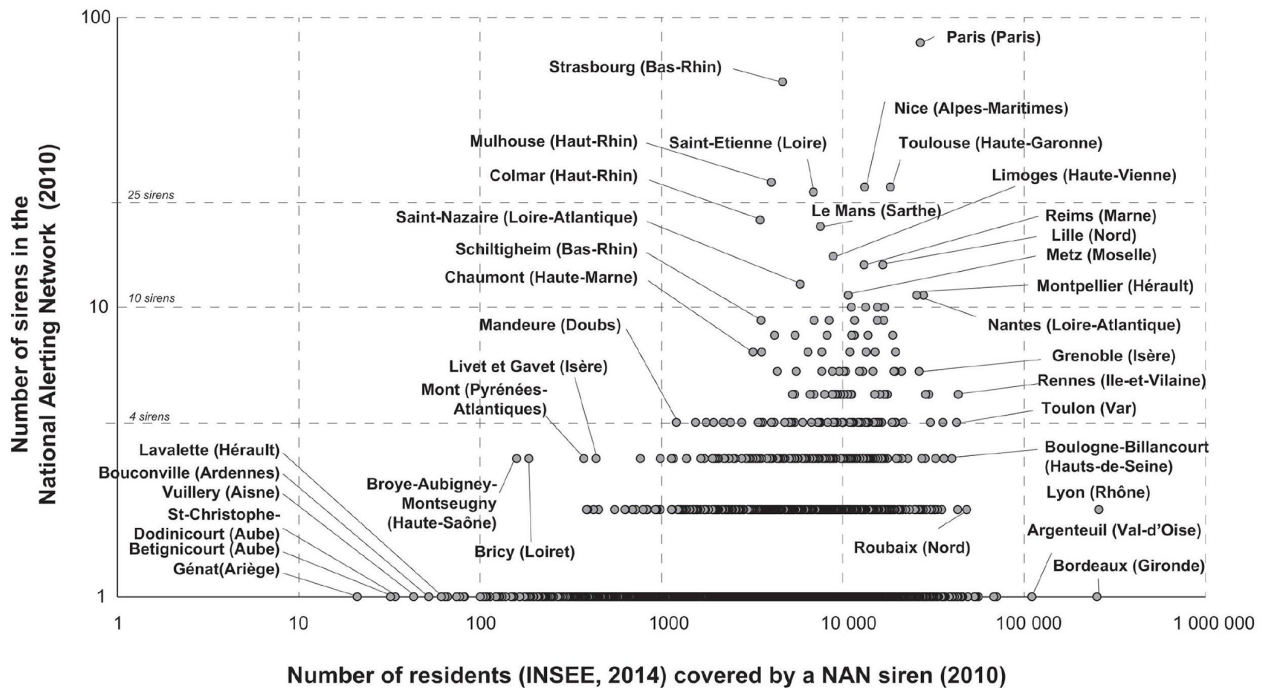 Number of sirens in the
National Alerting Network (2010)
100
Paris (Paris)
Strasbourg (Bas-Rhin)
Nice (Alpes-Maritimes)
Mulhouse (Haut-Rhin)
Saint-Etienne (Loire)
Toulouse (Haute-Garonne)
Colmar (Haut-Rhin)
Limoges (Haute-Vienne)
25 sirens
Le Mans (Sarthe)
Saint-Nazaire (Loire-Atlantique)
Reims (Marne)
Lille (Nord)
Schiltigheim (Bas-Rhin)
Metz (Moselle)
Chaumont (Haute-Marne)
Montpellier (Hérault)
10 sirens
10
Mandeure (Doubs)
Nantes (Loire-Atlantique)
Grenoble (Isère)
Livet et Gavet (Isère)
Rennes (Ile-et-Vilaine)
Mont (Pyrénées-
Atlantiques)
Toulon (Var)
4 sirens
Lavalette (Hérault)
Boulogne-Billancourt
(Hauts-de-Seine)
Bouconville (Ardennes)
Broye-Aubigney-
Montseugny
(Haute-Saône)
Vuillery (Aisne)
Lyon (Rhône)
St-Christophe-
Dodinicourt (Aube)
Argenteuil (Val-d'Oise)
Betignicourt (Aube)
Bricy (Loiret)
Roubaix (Nord)
Génat(Ariège)
Bordeaux (Gironde)
1
1
10
100
1000
10 000
100 000
1 000 000
Number of residents (INSEE, 2014) covered by a NAN siren (2010)